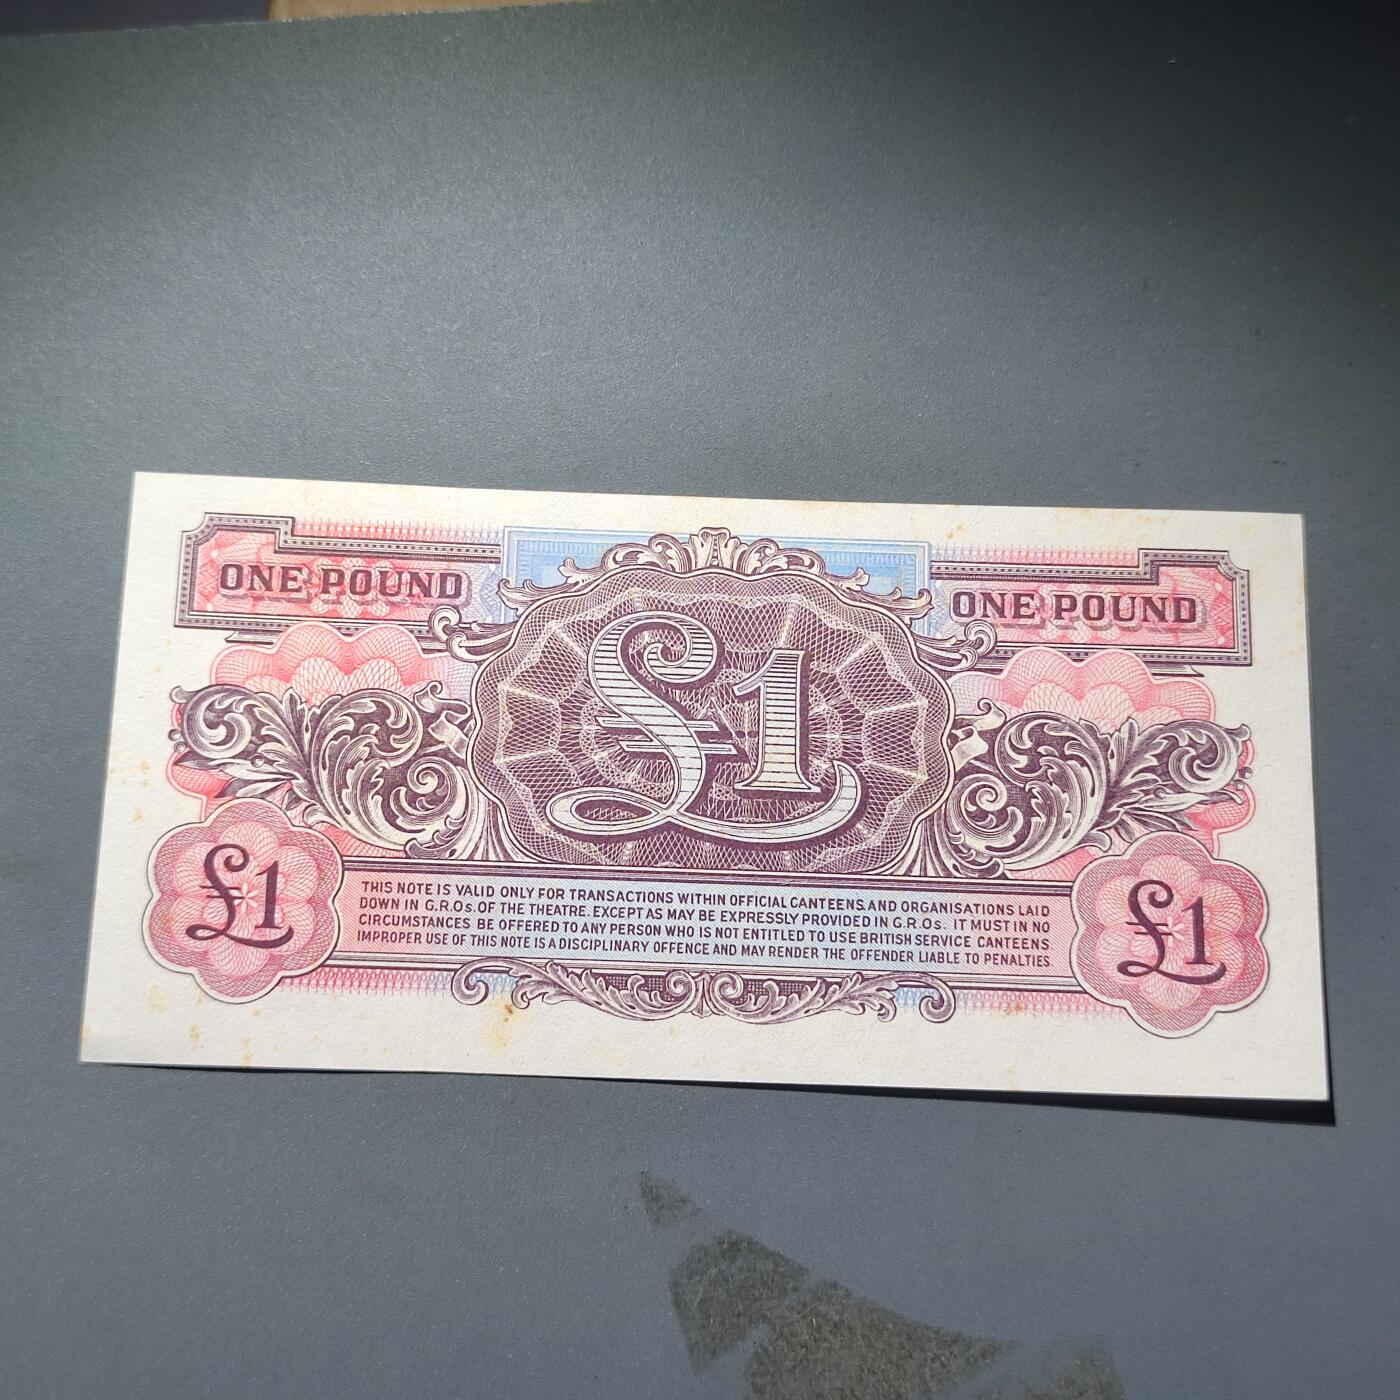 ONE POUND
ONE POUND
£1
THIS NOTE IS VALID ONLY FOR TRANSACTIONS WITHIN OFFICIAL CANTEENS AND ORGANISATIONS LAID
DOWN IN G.R.Os. OF THE THEATRE. EXCEPT AS MAY BE EXPRESSLY PROVIDED IN G.R.Os. IT MUST IN NO
CIRCUMSTANCES BE OFFERED TO ANY PERSON WHO IS NOT ENTITLED TO USE BRITISH SERVICE CANTEENS.
IMPROPER USE OF THIS NOTE IS A DISCIPLINARY OFFENCE AND MAY RENDER THE OFFENDER LIABLE TO PENALTIES.
£1
£1